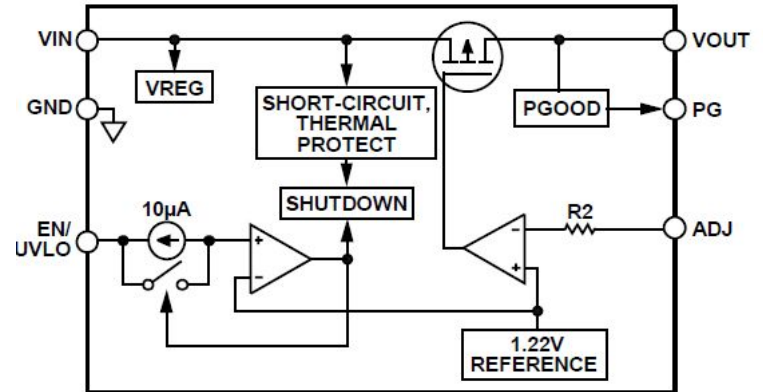 VIN
VOUT
VREG
GND
SHORT-CIRCUIT,
THERMAL
PROTECT
PGOOD
PG
SHUTDOWN
10µA
R2
EN/
UVLO
+
-
-
+
ADJ
1.22V
REFERENCE